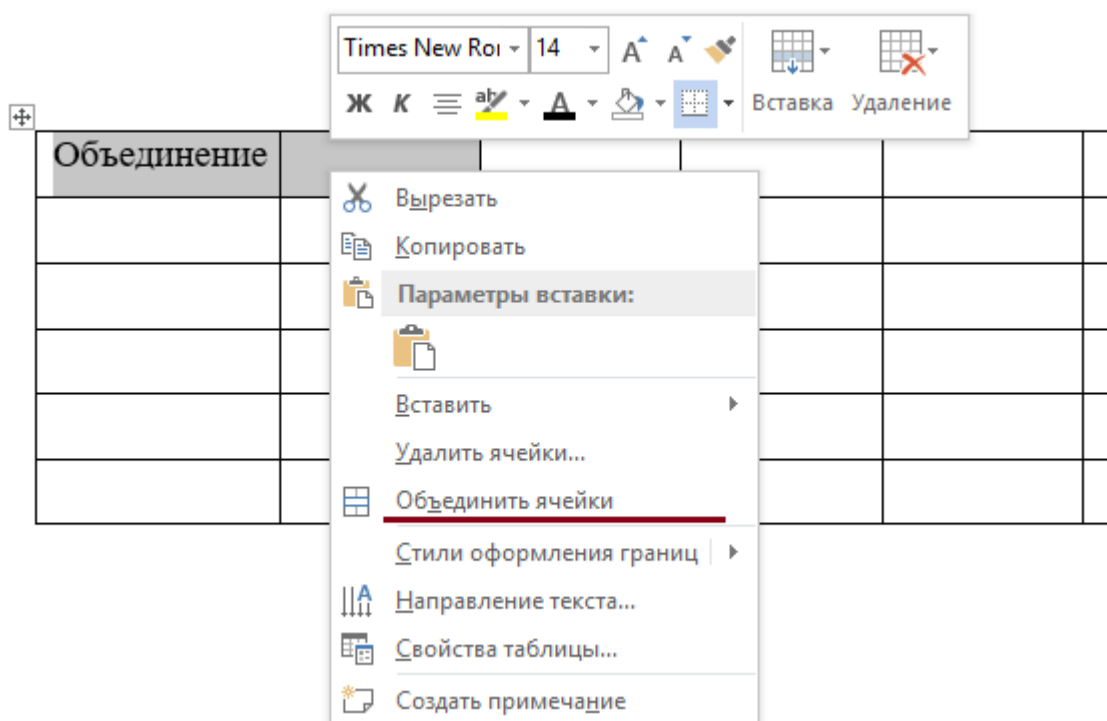 Times New Roı 14
Ж К ab А Вставка Удаление
Объединение
Вырезать
Копировать
Параметры вставки:
Вставить
Удалить ячейки...
Объединить ячейки
Стили оформления границ
Направление текста...
Свойства таблицы...
Создать примечание